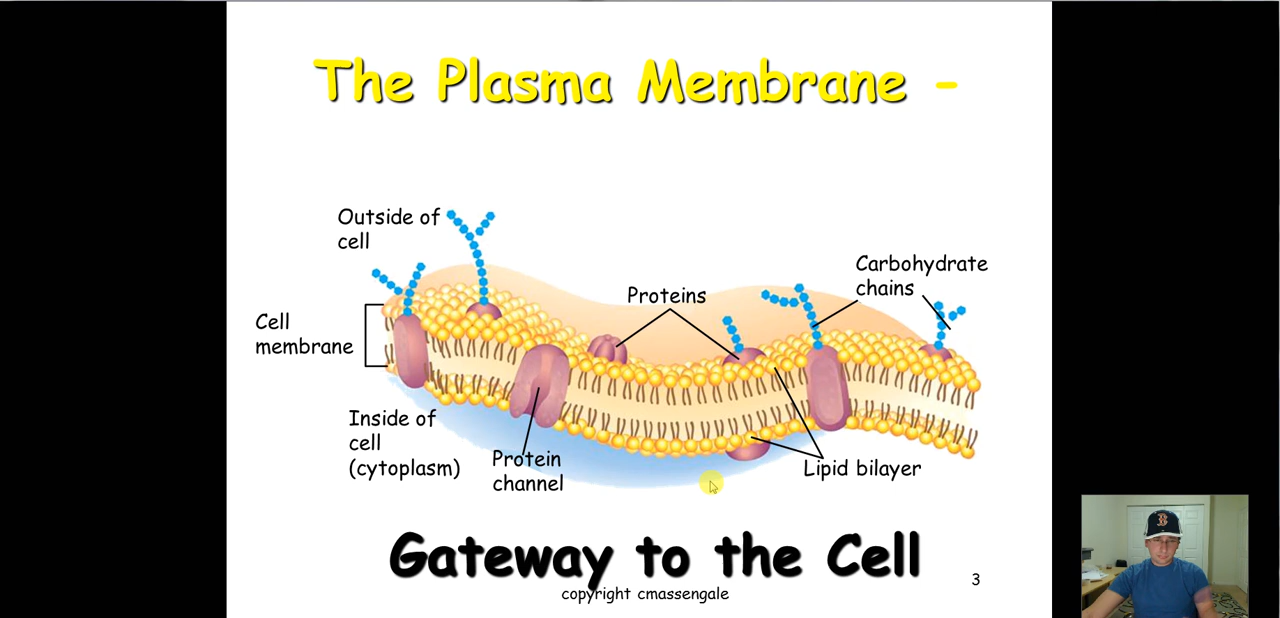 The Plasma Membrane -
Outside of
cell
Carbohydrate
chains
Proteins
Cell
membrane
Inside of
cell
(cytoplasm)
Protein
channel
Lipid bilayer
Gateway to the Cell
copyright cmassengale
3
B